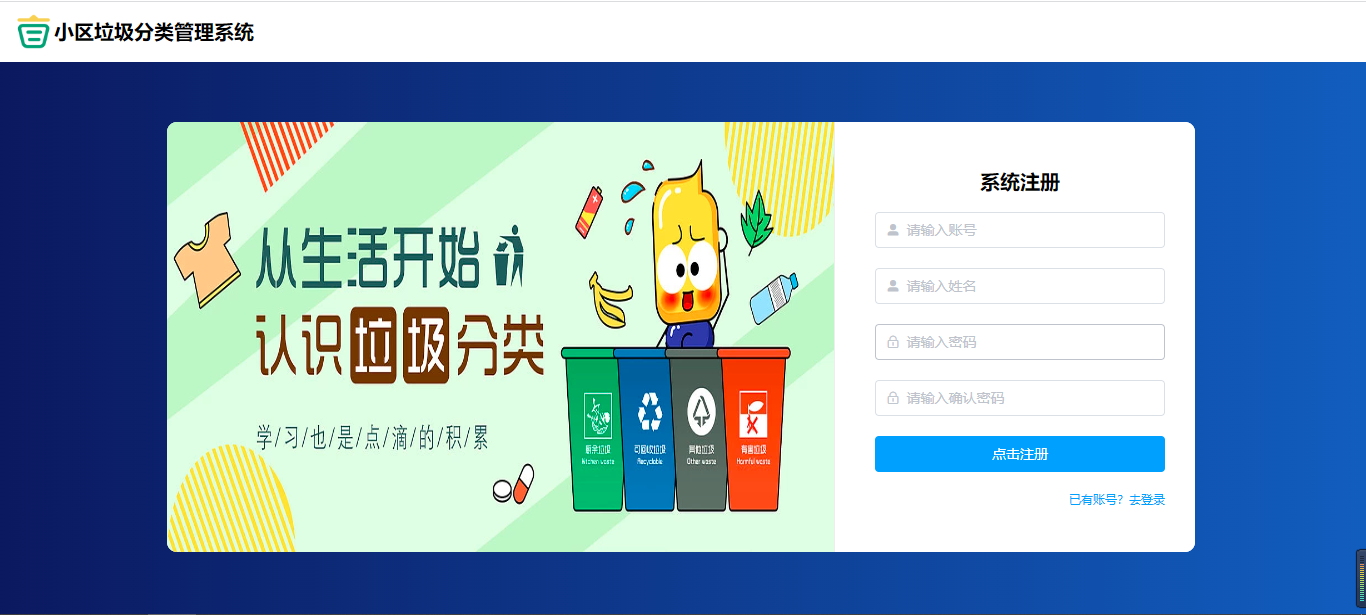 小区垃圾分类管理系统
从生活开始
认识垃圾分类
学/习/也/是/点/滴/的/积/累
厨余垃圾
Kitchen waste
可回收垃圾
Recyclable
其他垃圾
Other waste
有害垃圾
Harmful waste
系统注册
请输入账号
请输入姓名
请输入密码
请输入确认密码
点击注册
已有账号？去登录